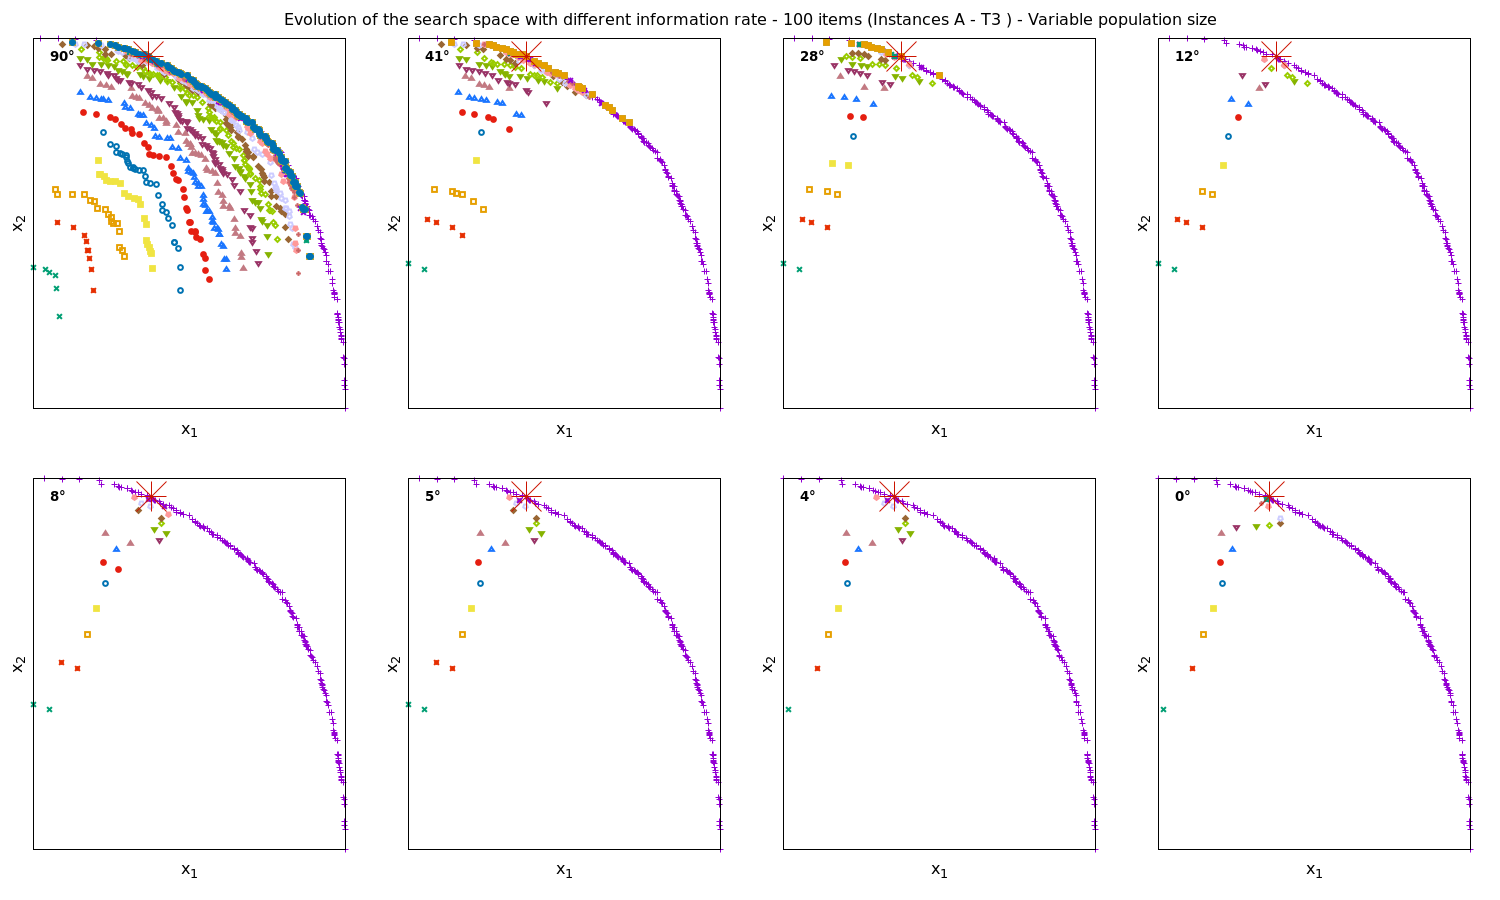 Evolution of the search space with different information rate - 100 items (Instances A - T3 ) - Variable population size
90°
41°
28°
12°
x2
x2
x2
x2
x1
x1
x1
x1
8°
5°
4°
0°
x2
x2
x2
x2
x1
x1
x1
x1